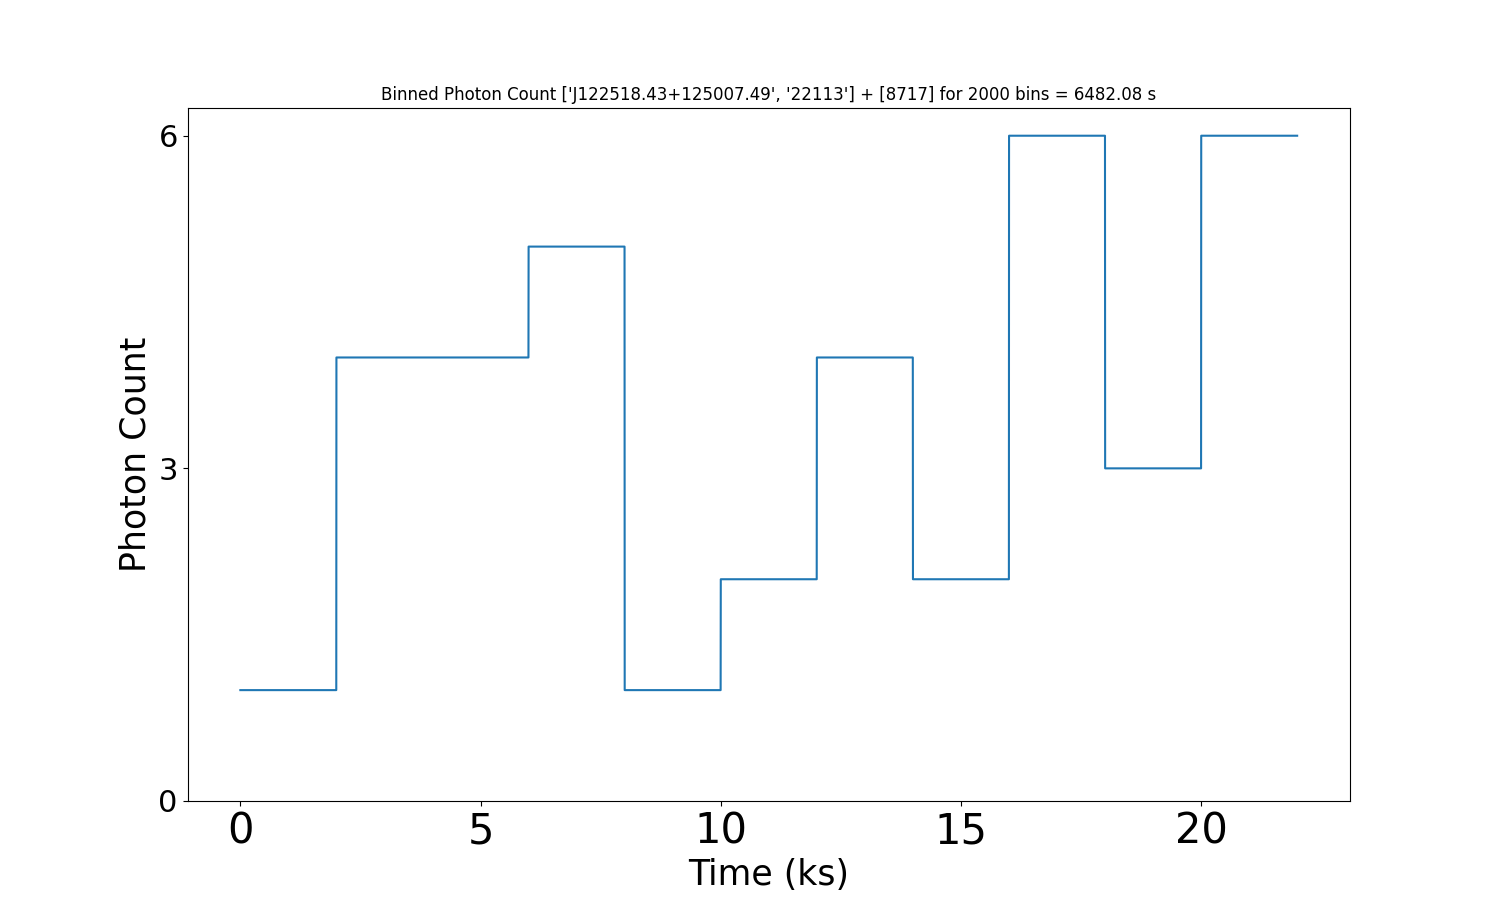 Binned Photon Count ['J122518.43+125007.49', '22113'] + [8717] for 2000 bins = 6482.08 s
6
3
0
Photon Count
0 5 10 15 20
Time (ks)